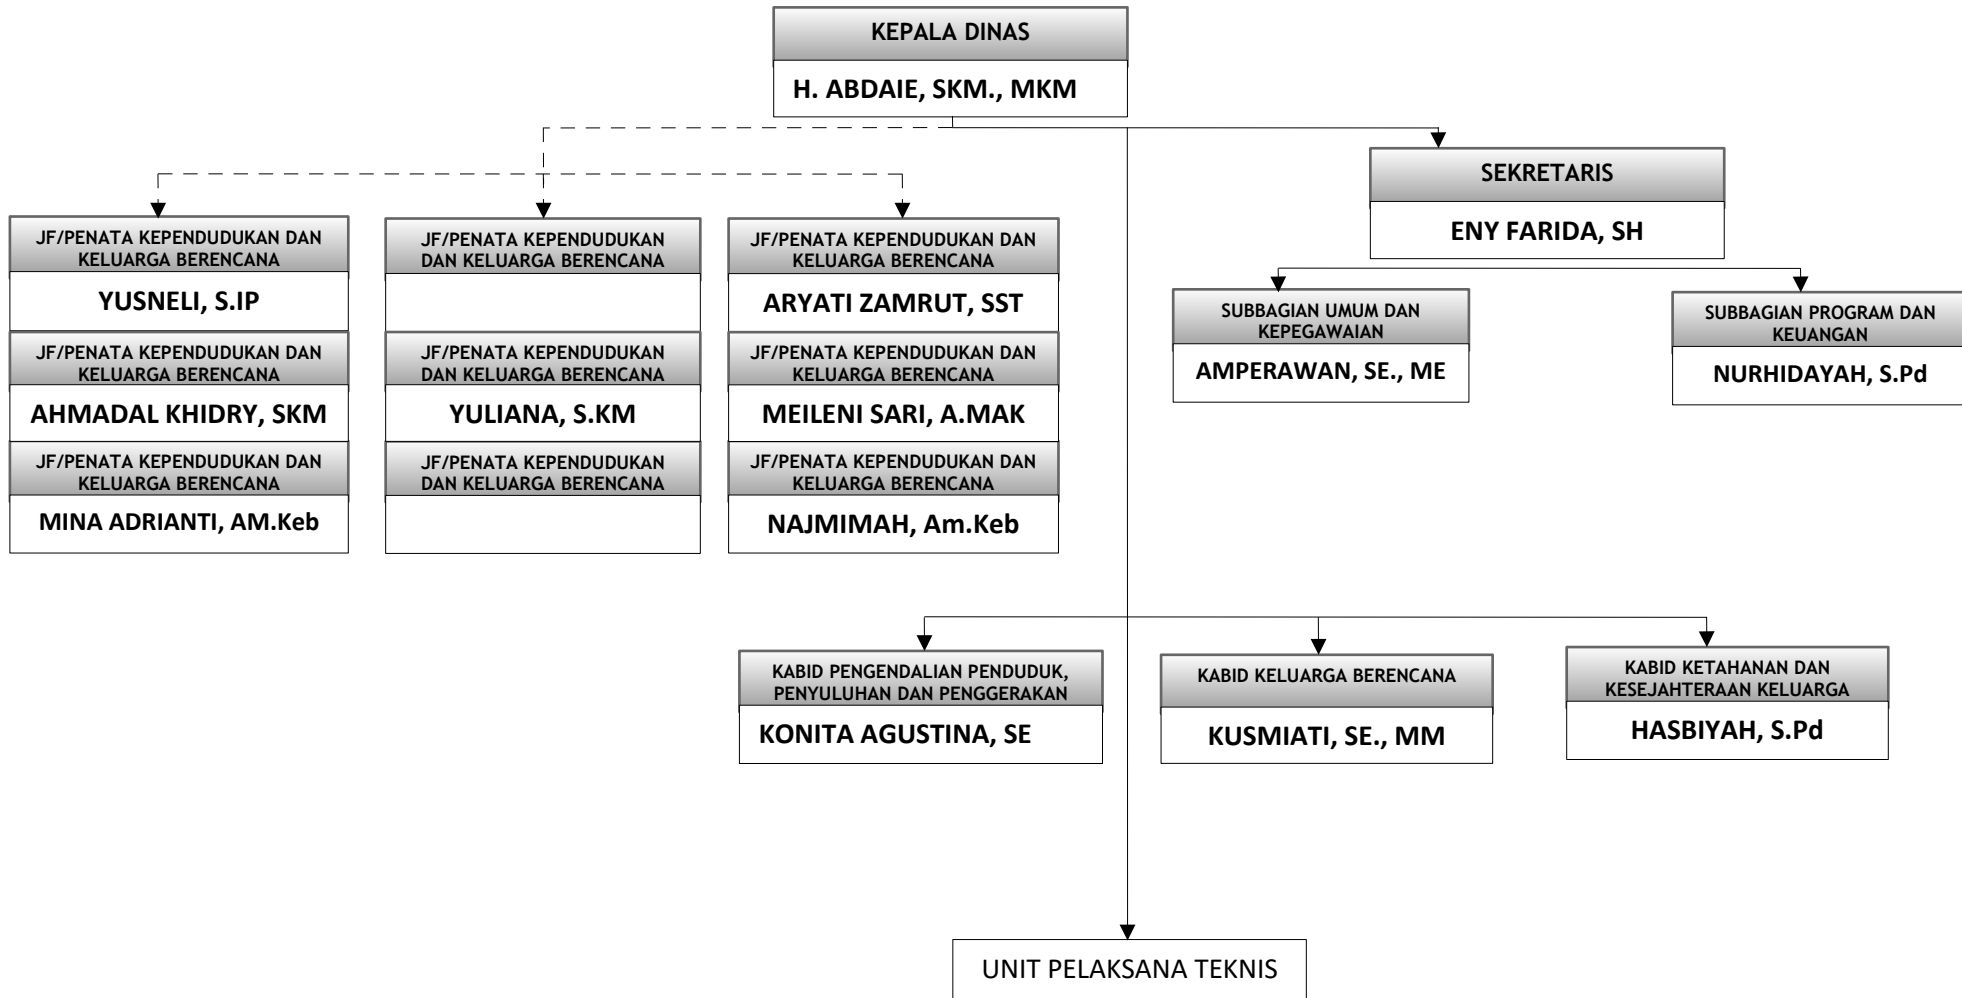 KEPALA DINAS
H. ABDAIE, SKM., MKM
SEKRETARIS
ENY FARIDA, SH
JF/PENATA KEPENDUDUKAN DAN
KELUARGA BERENCANA
YUSNELI, S.IP
JF/PENATA KEPENDUDUKAN DAN
KELUARGA BERENCANA
AHMADAL KHIDRY, SKM
JF/PENATA KEPENDUDUKAN DAN
KELUARGA BERENCANA
MINA ADRIANTI, AM.Keb
JF/PENATA KEPENDUDUKAN
DAN KELUARGA BERENCANA
JF/PENATA KEPENDUDUKAN
DAN KELUARGA BERENCANA
YULIANA, S.KM
JF/PENATA KEPENDUDUKAN
DAN KELUARGA BERENCANA
JF/PENATA KEPENDUDUKAN DAN
KELUARGA BERENCANA
ARYATI ZAMRUT, SST
JF/PENATA KEPENDUDUKAN DAN
KELUARGA BERENCANA
MEILENI SARI, A.MAK
JF/PENATA KEPENDUDUKAN DAN
KELUARGA BERENCANA
NAJMIMAH, Am.Keb
SUBBAGIAN UMUM DAN
KEPEGAWAIAN
AMPERAWAN, SE., ME
SUBBAGIAN PROGRAM DAN
KEUANGAN
NURHIDAYAH, S.Pd
KABID PENGENDALIAN PENDUDUK,
PENYULUHAN DAN PENGGERAKAN
KONITA AGUSTINA, SE
KABID KELUARGA BERENCANA
KUSMIATI, SE., MM
KABID KETAHANAN DAN
KESEJAHTERAAN KELUARGA
HASBIYAH, S.Pd
UNIT PELAKSANA TEKNIS